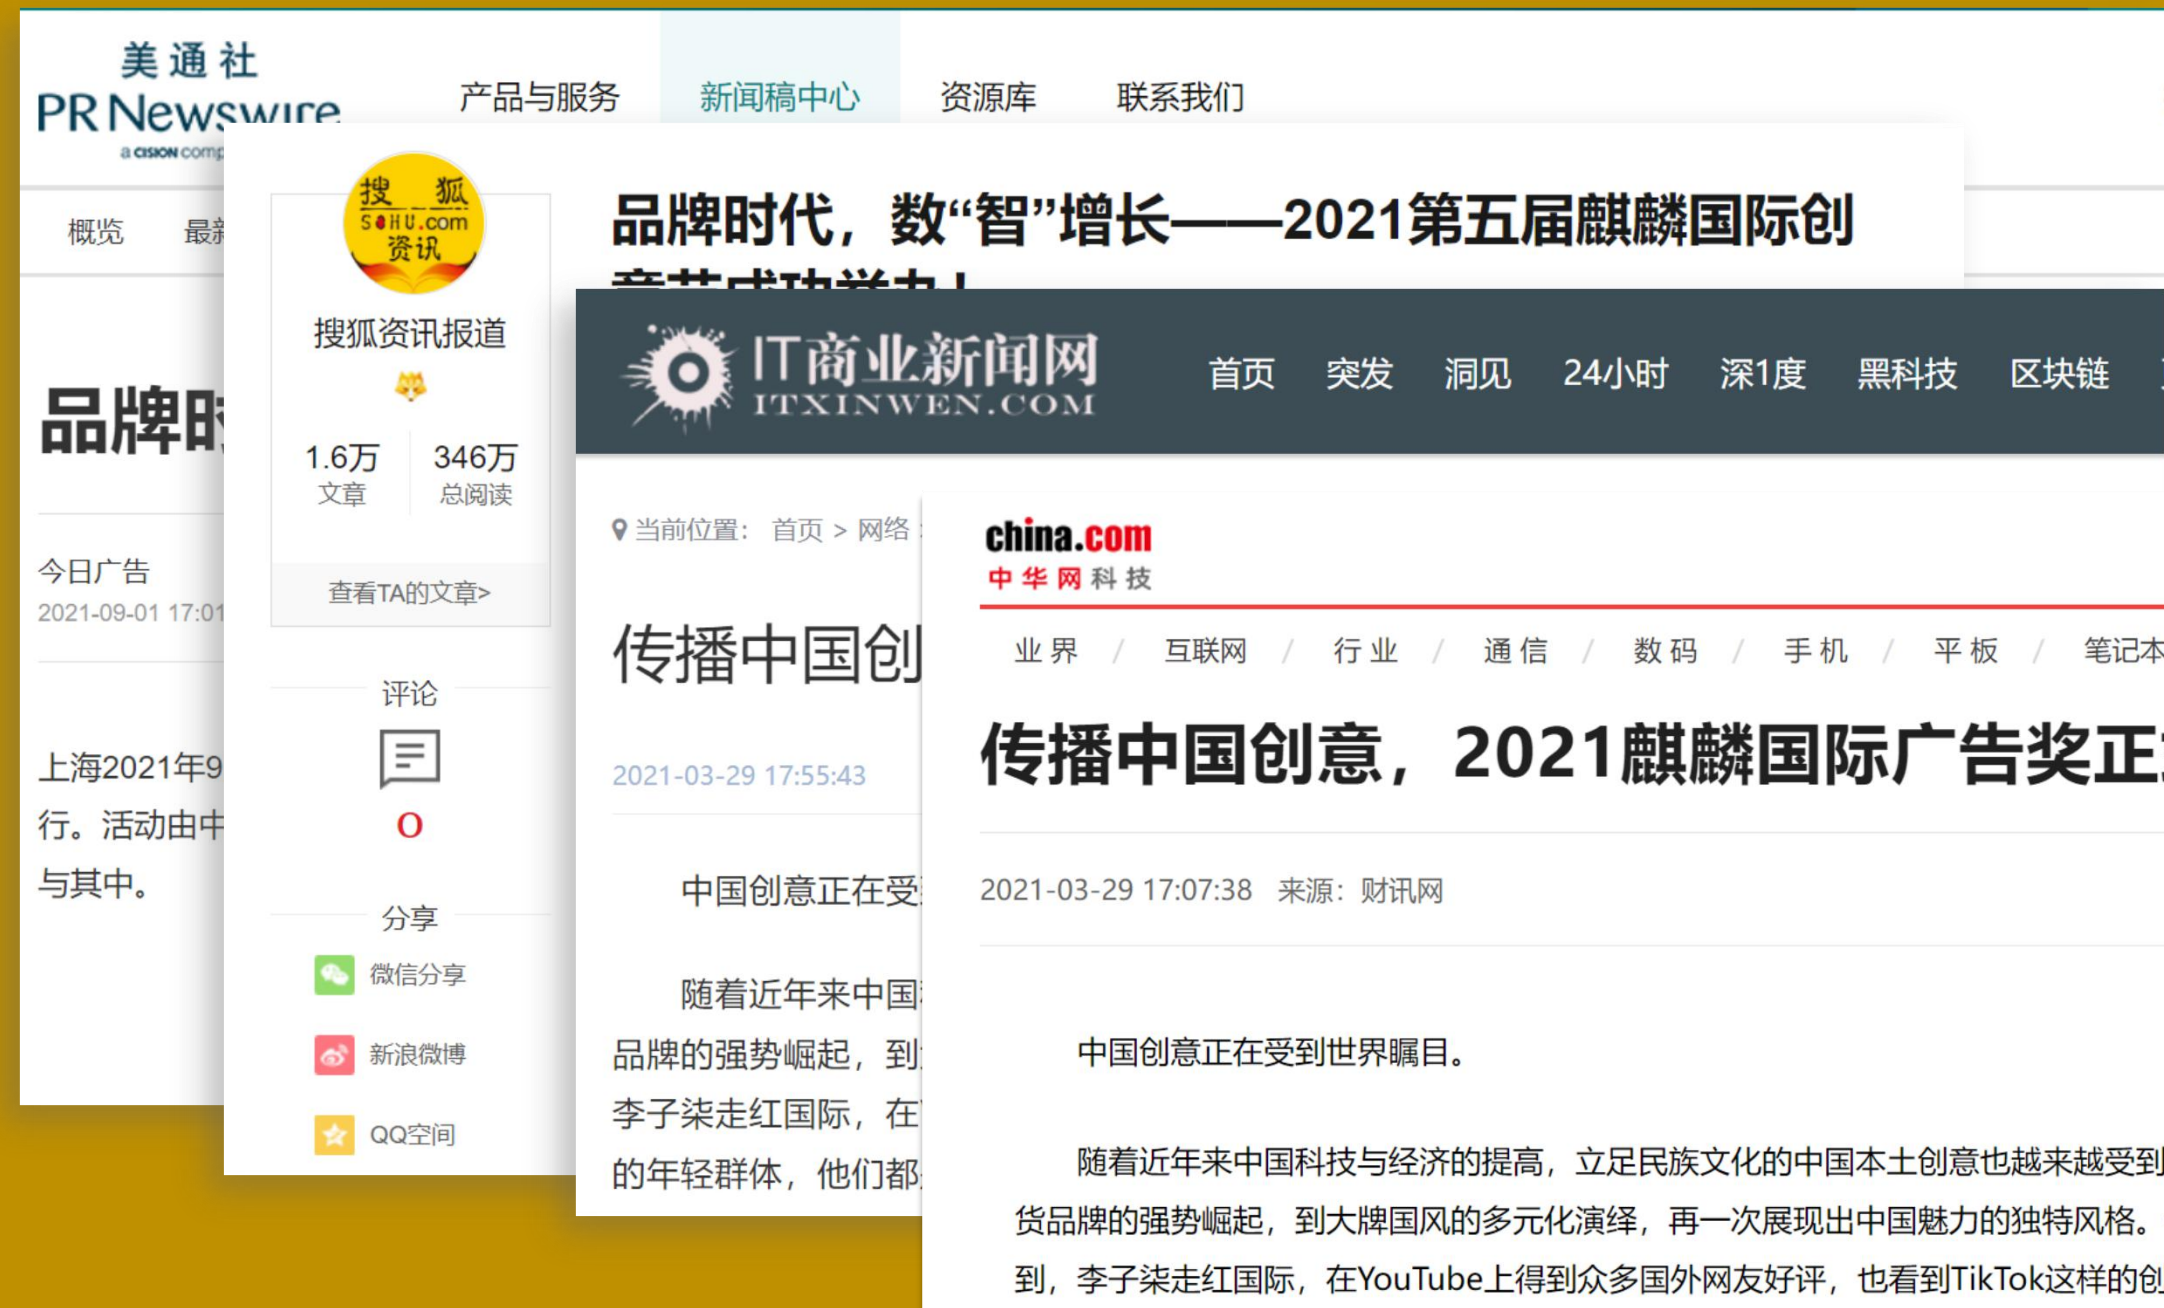 美通社
PR Newswire
a CISION comp
产品与服务 新闻稿中心 资源库 联系我们
概览 最新
品牌时
今日广告
2021-09-01 17:01
上海2021年9
行。活动由中
与其中。
搜狐
SOHU.com
资讯
搜狐资讯报道
1.6万 346万
文章 总阅读
查看TA的文章>
评论
0
分享
微信分享
新浪微博
QQ空间
品牌时代，数“智”增长——2021第五届麒麟国际创
意节成功举办！
IT商业新闻网
ITXINWEN.COM
首页 突发 洞见 24小时 深1度 黑科技 区块链
当前位置： 首页 > 网络
传播中国创
2021-03-29 17:55:43
中国创意正在受
随着近年来中国
品牌的强势崛起，到
李子柒走红国际，在
的年轻群体，他们都
china.com
中华网科技
业界 / 互联网 / 行业 / 通信 / 数码 / 手机 / 平板 / 笔记本
传播中国创意，2021麒麟国际广告奖正
2021-03-29 17:07:38 来源：财讯网
中国创意正在受到世界瞩目。
随着近年来中国科技与经济的提高，立足民族文化的中国本土创意也越来越受到
货品牌的强势崛起，到大牌国风的多元化演绎，再一次展现出中国魅力的独特风格。
到，李子柒走红国际，在YouTube上得到众多国外网友好评，也看到TikTok这样的创